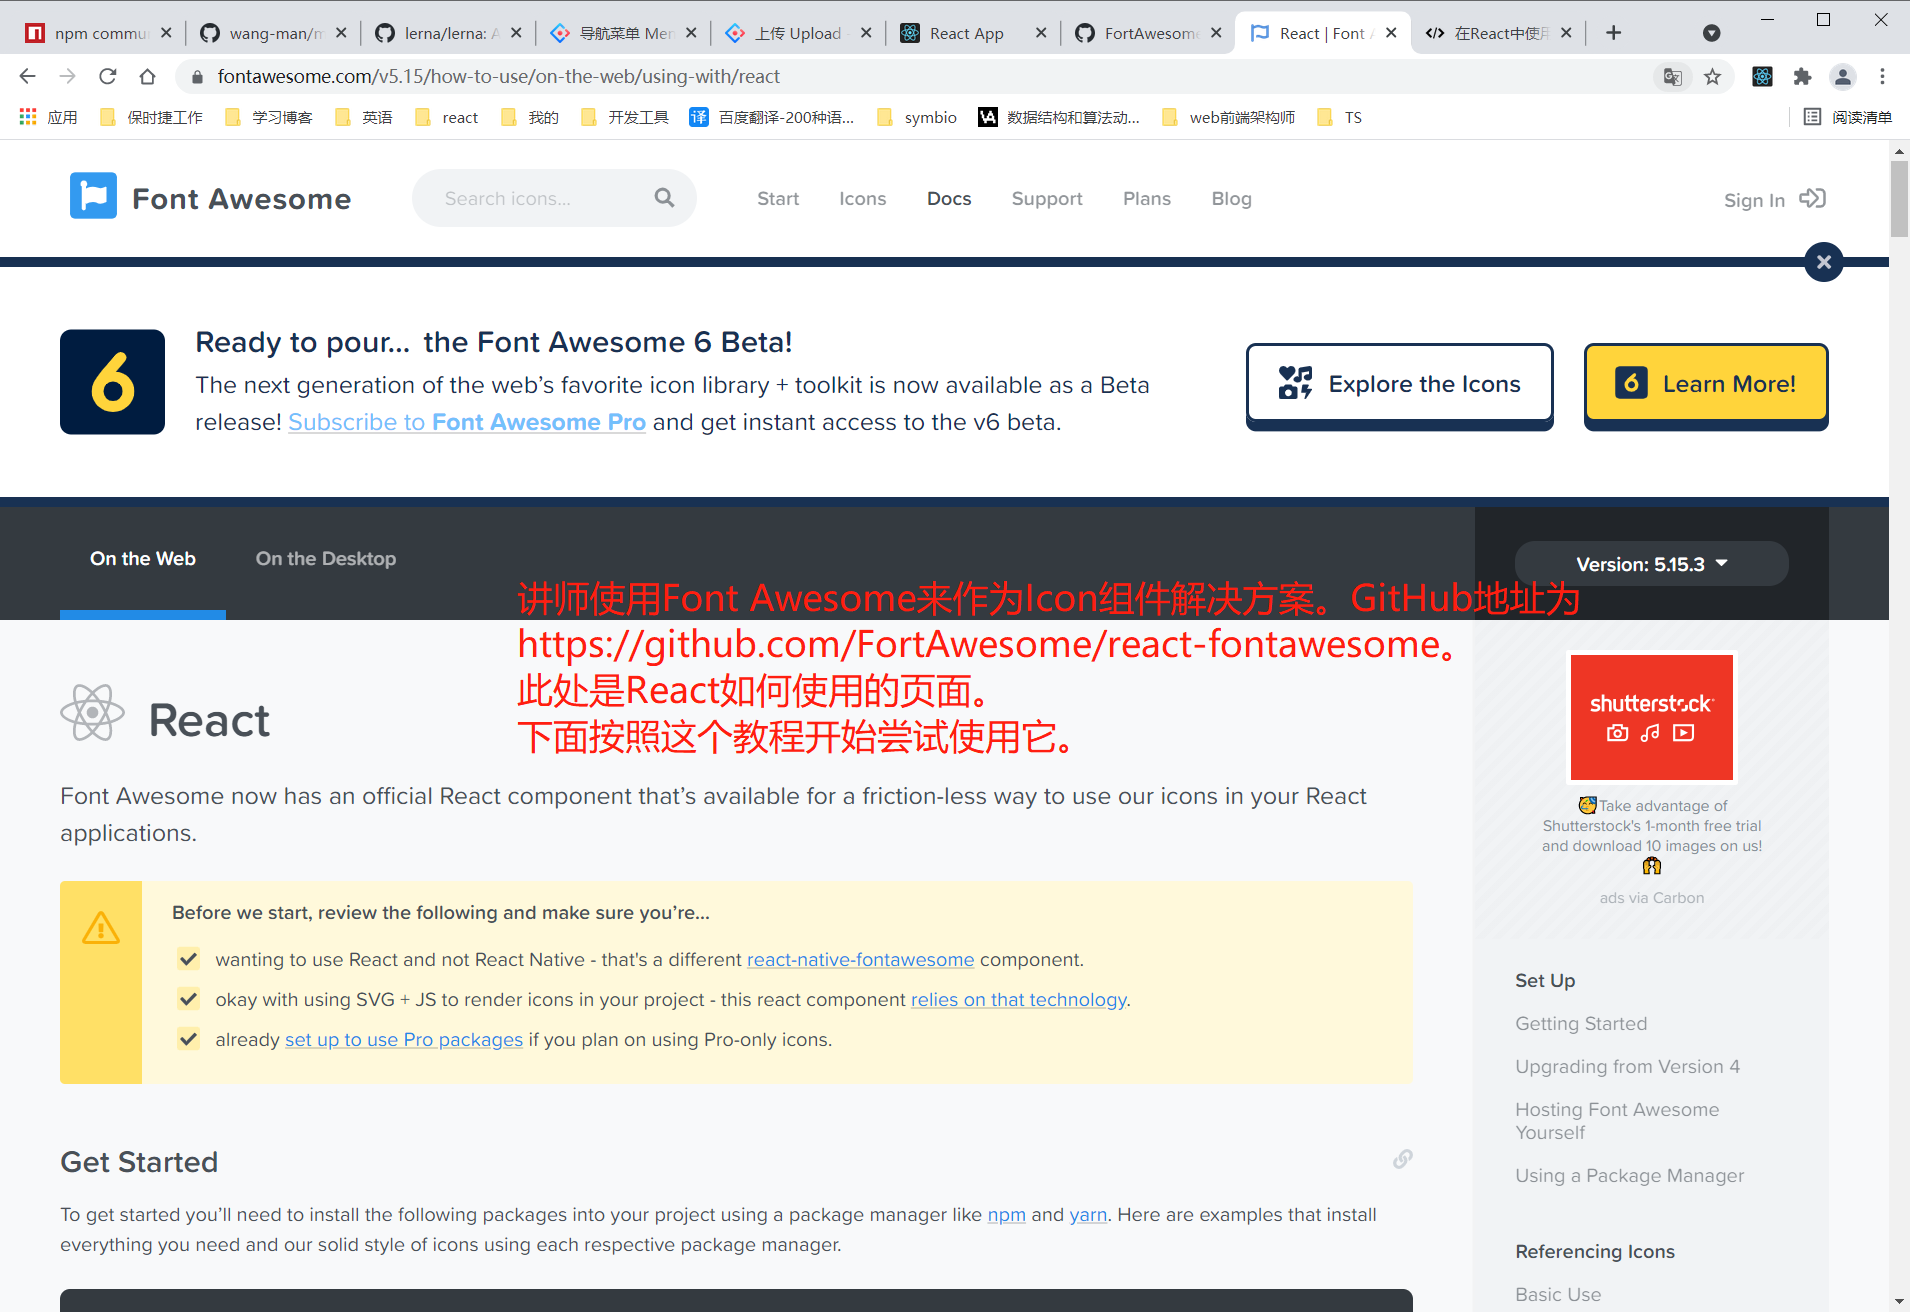 npm commu
wang-man/m
lerna/lerna: A
导航菜单 Men
上传 Upload
React App
FortAwesome
React | Font A
在React中使用
fontawesome.com/v5.15/how-to-use/on-the-web/using-with/react
应用
保时捷工作
学习博客
英语
react
我的
开发工具
译
百度翻译-200种语...
symbio
VA
数据结构和算法动...
web前端架构师
TS
阅读清单
Font Awesome
Search icons...
Start
Icons
Docs
Support
Plans
Blog
Sign In
6
Ready to pour... the Font Awesome 6 Beta!
The next generation of the web’s favorite icon library + toolkit is now available as a Beta
release! Subscribe to Font Awesome Pro and get instant access to the v6 beta.
Explore the Icons
6
Learn More!
On the Web
On the Desktop
Version: 5.15.3
讲师使用Font Awesome来作为Icon组件解决方案。GitHub地址为
https://github.com/FortAwesome/react-fontawesome。
此处是React如何使用的页面。
下面按照这个教程开始尝试使用它。
React
Font Awesome now has an official React component that’s available for a friction-less way to use our icons in your React
applications.
Before we start, review the following and make sure you’re...
wanting to use React and not React Native - that's a different react-native-fontawesome component.
okay with using SVG + JS to render icons in your project - this react component relies on that technology.
already set up to use Pro packages if you plan on using Pro-only icons.
Get Started
To get started you’ll need to install the following packages into your project using a package manager like npm and yarn. Here are examples that install
everything you need and our solid style of icons using each respective package manager.
shutterstock
Take advantage of
Shutterstock's 1-month free trial
and download 10 images on us!
ads via Carbon
Set Up
Getting Started
Upgrading from Version 4
Hosting Font Awesome
Yourself
Using a Package Manager
Referencing Icons
Basic Use